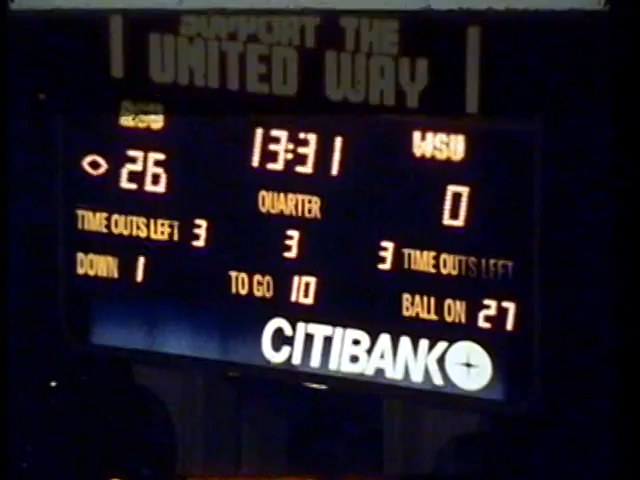 SUPPORT THE
UNITED WAY
WSU
26 13:31 0
QUARTER
TIME OUTS LEFT 3 3 3 TIME OUTS LEFT
DOWN 1 TO GO 10 BALL ON 27
CITIBANK